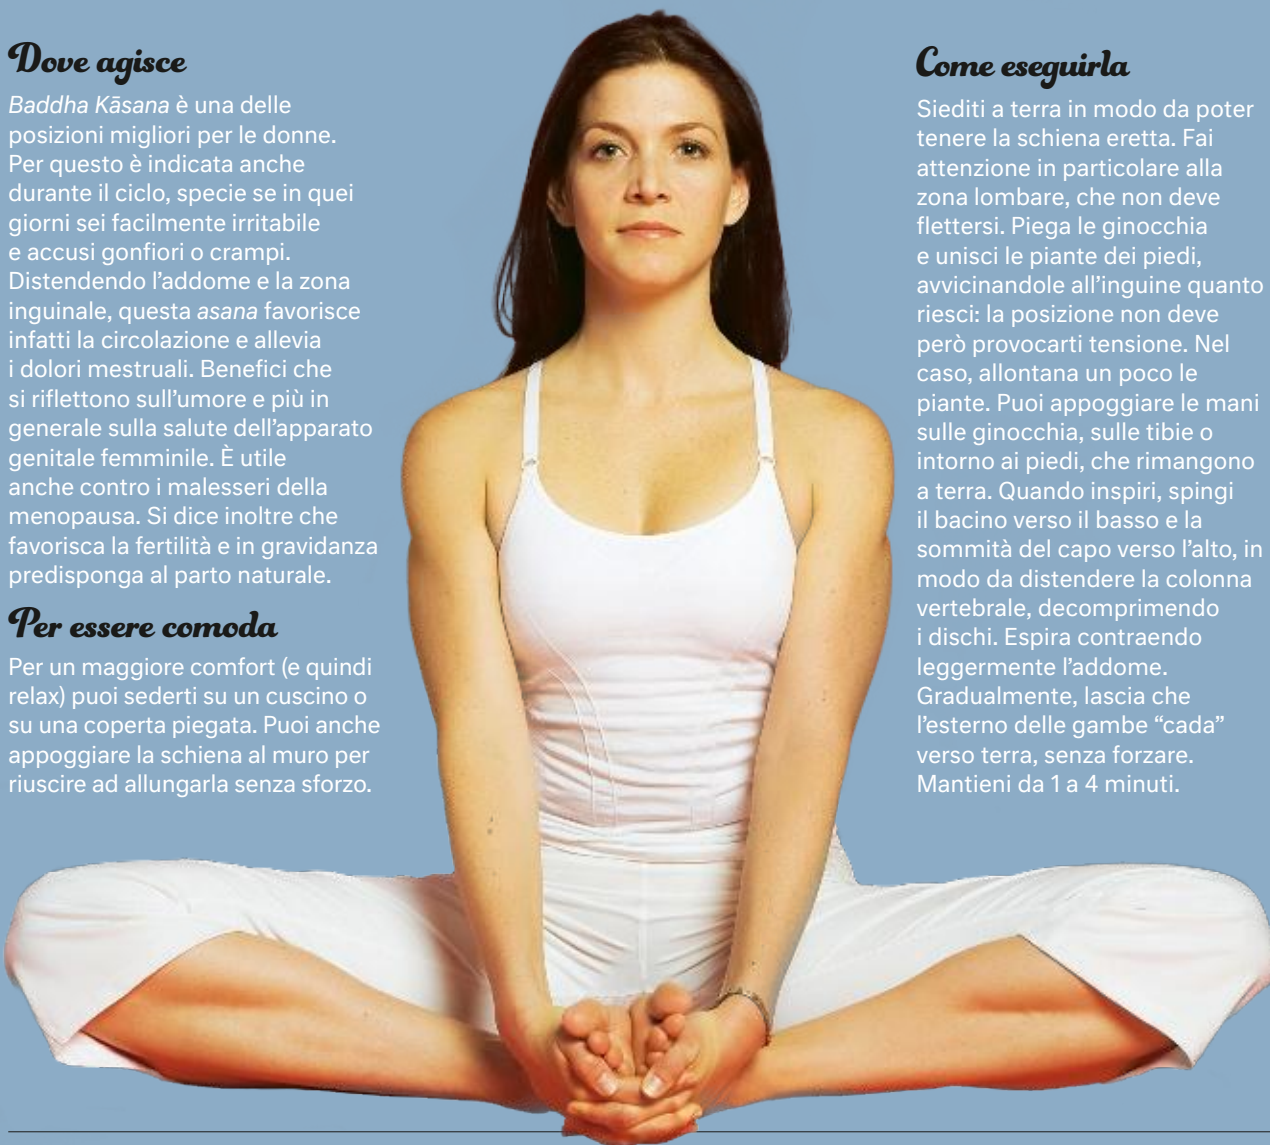 Dove agisce
Baddha Kāsana è una delle
posizioni migliori per le donne.
Per questo è indicata anche
durante il ciclo, specie se in quei
giorni sei facilmente irritabile
e accusi gonfiori o crampi.
Distendendo l'addome e la zona
inguinale, questa asana favorisce
infatti la circolazione e allevia
i dolori mestruali. Benefici che
si riflettono sull'umore e più in
generale sulla salute dell'apparato
genitale femminile. È utile
anche contro i malesseri della
menopausa. Si dice inoltre che
favorisca la fertilità e in gravidanza
predisponga al parto naturale.
Per essere comoda
Per un maggiore comfort (e quindi
relax) puoi sederti su un cuscino o
su una coperta piegata. Puoi anche
appoggiare la schiena al muro per
riuscire ad allungarla senza sforzo.
Come eseguirla
Siediti a terra in modo da poter
tenere la schiena eretta. Fai
attenzione in particolare alla
zona lombare, che non deve
flettersi. Piega le ginocchia
e unisci le piante dei piedi,
avvicinandole all'inguine quanto
riesci: la posizione non deve
però provocarti tensione. Nel
caso, allontana un poco le
piante. Puoi appoggiare le mani
sulle ginocchia, sulle tibie o
intorno ai piedi, che rimangono
a terra. Quando inspiri, spingi
il bacino verso il basso e la
sommità del capo verso l'alto, in
modo da distendere la colonna
vertebrale, decomprimendo
i dischi. Espira contraendo
leggermente l'addome.
Gradualmente, lascia che
l'esterno delle gambe “cada”
verso terra, senza forzare.
Mantieni da 1 a 4 minuti.